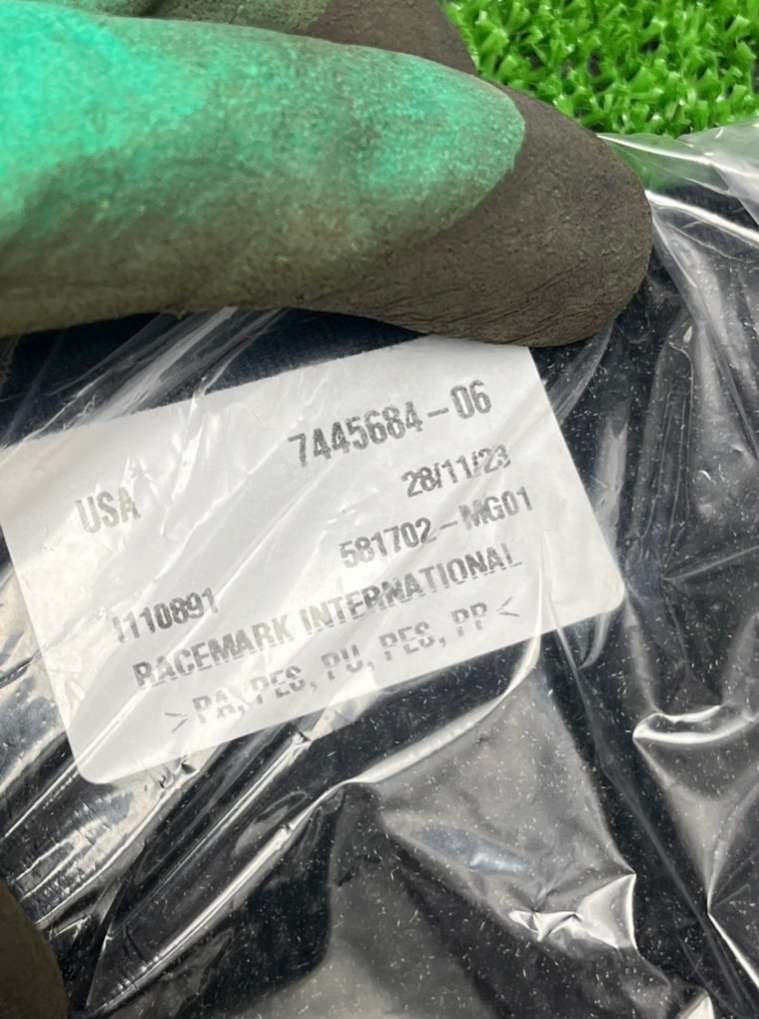 7445684-06
USA 28/11/23
581702-MG01
1110891
RACEMARK INTERNATIONAL
>PA, PES, PU, PES, PP<